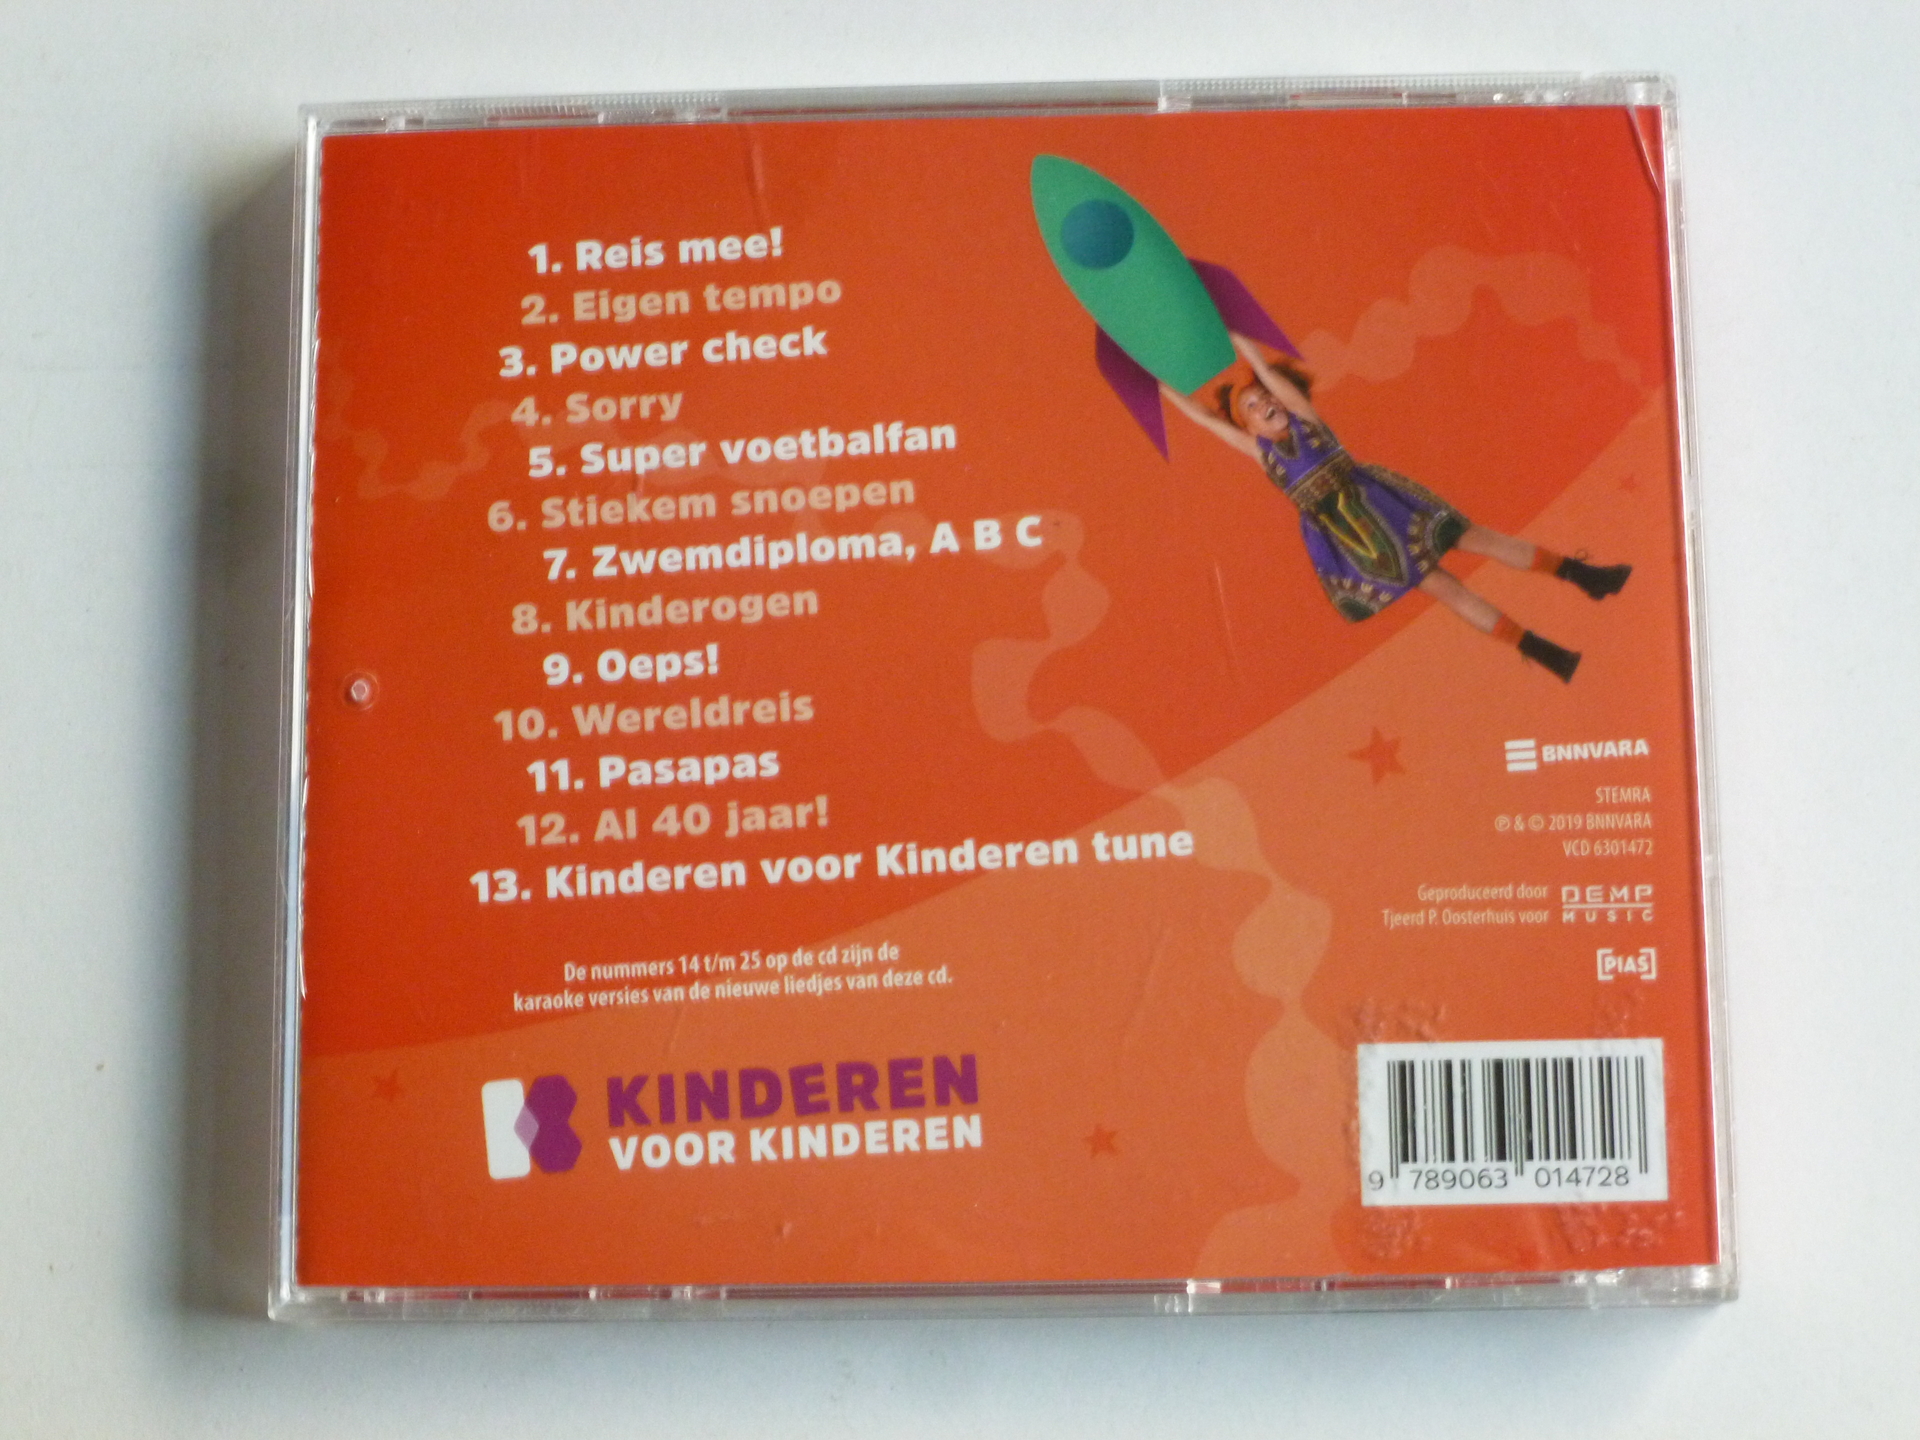 1. Reis mee!
2. Eigen tempo
3. Power check
4. Sorry
5. Super voetbalfan
6. Stiekem snoepen
7. Zwemdiploma, A B C
8. Kinderogen
9. Oeps!
10. Wereldreis
11. Pasapas
12. Al 40 jaar!
13. Kinderen voor Kinderen tune
De nummers 14 t/m 25 op de cd zijn de
karaoke versies van de nieuwe liedjes van deze cd.
KINDEREN
VOOR KINDEREN
BNNVARA
STEMRA
℗ & © 2019 BNNVARA
VCD 6301472
Geproduceerd door
Tjeerd P. Oosterhuis voor
DEMP
MUSIC
[PIAS]
9 789063 014728